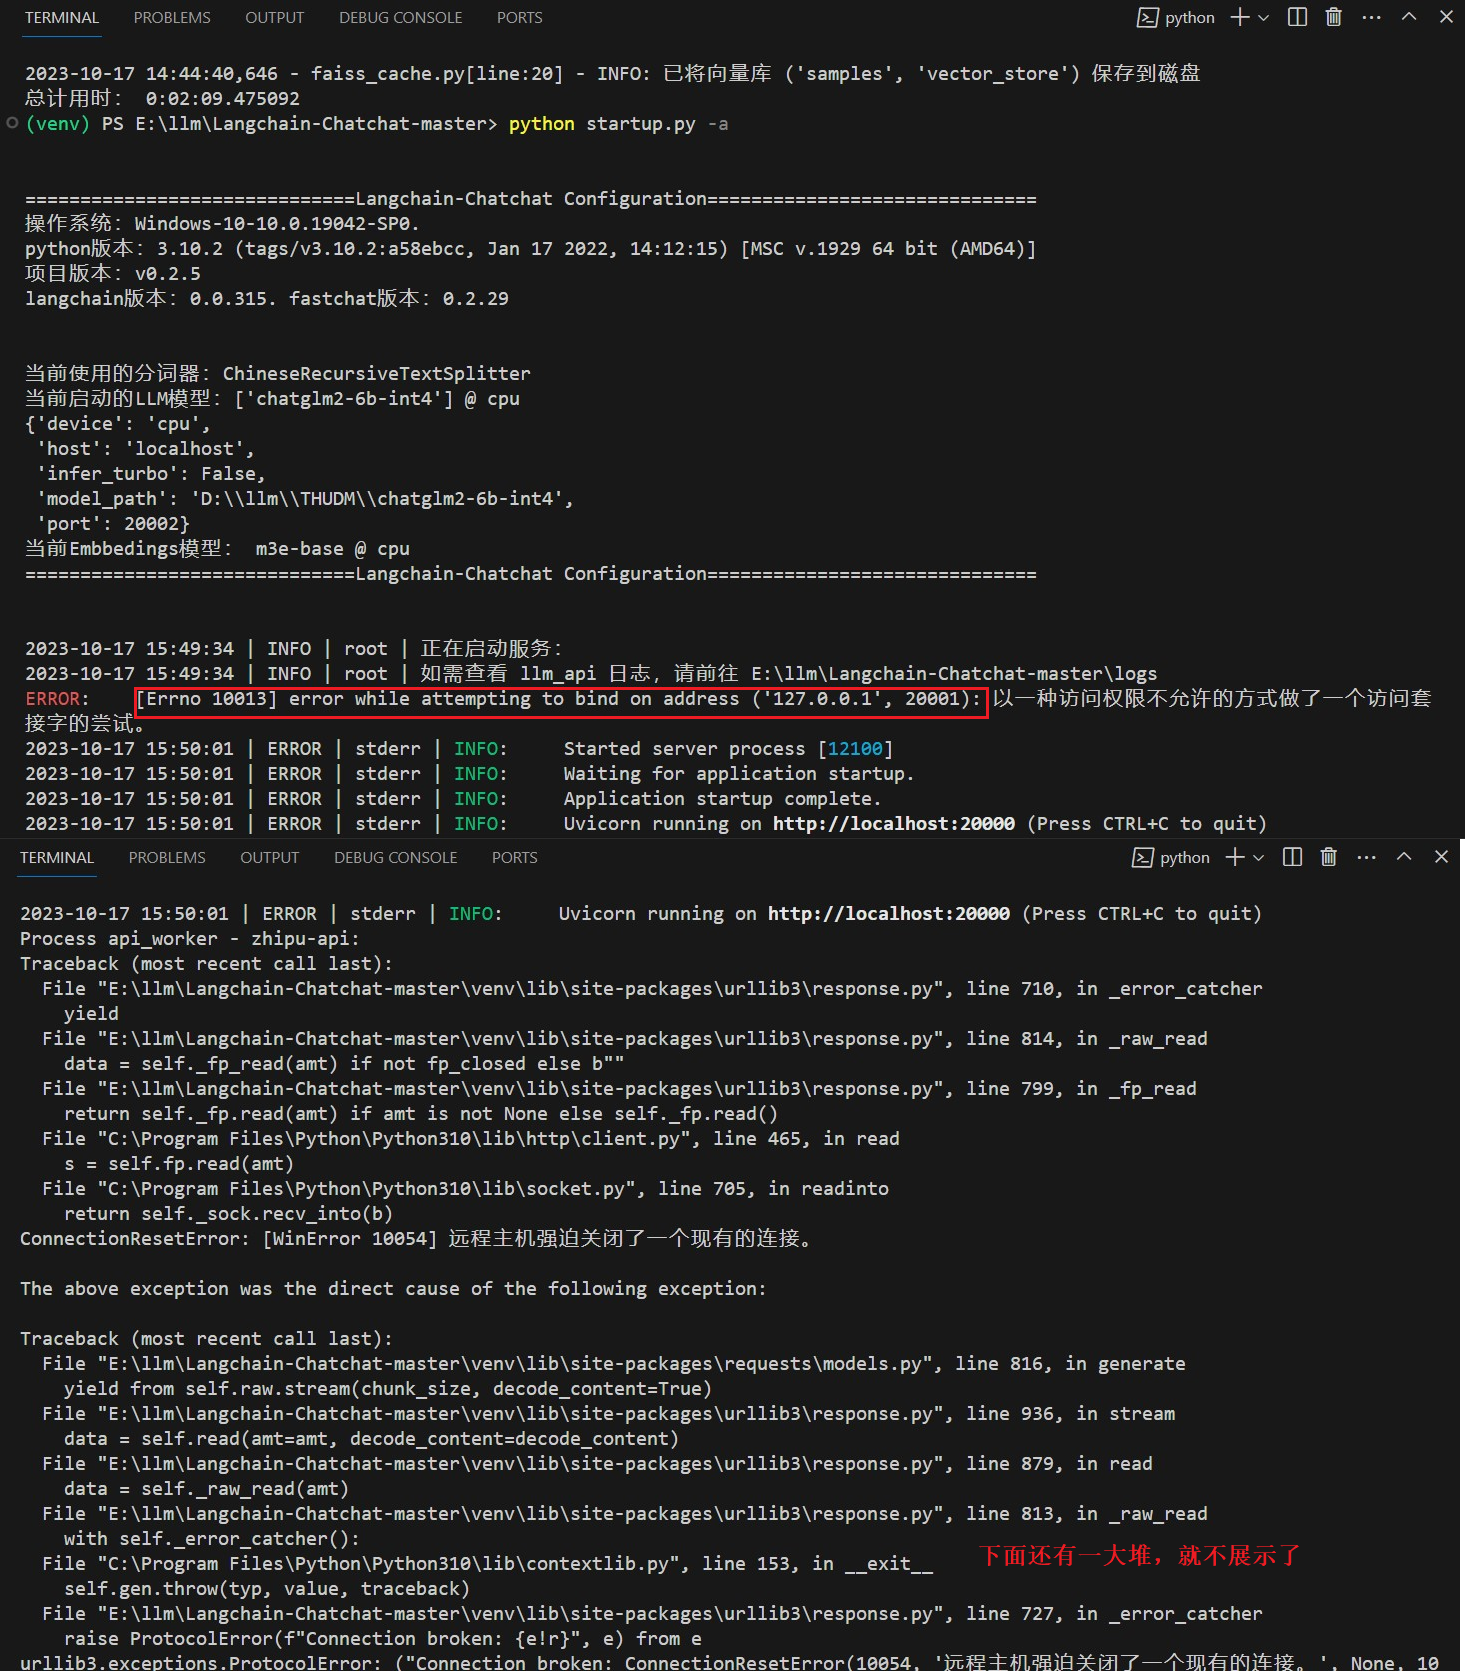 TERMINAL PROBLEMS OUTPUT DEBUG CONSOLE PORTS python
2023-10-17 14:44:40,646 - faiss_cache.py[line:20] - INFO: 已将向量库 ('samples', 'vector_store') 保存到磁盘
总计用时： 0:02:09.475092
(venv) PS E:\llm\Langchain-Chatchat-master> python startup.py -a
==============================Langchain-Chatchat Configuration==============================
操作系统：Windows-10-10.0.19042-SP0.
python版本：3.10.2 (tags/v3.10.2:a58ebcc, Jan 17 2022, 14:12:15) [MSC v.1929 64 bit (AMD64)]
项目版本：v0.2.5
langchain版本：0.0.315. fastchat版本：0.2.29
当前使用的分词器：ChineseRecursiveTextSplitter
当前启动的LLM模型：['chatglm2-6b-int4'] @ cpu
{'device': 'cpu',
 'host': 'localhost',
 'infer_turbo': False,
 'model_path': 'D:\\llm\\THUDM\\chatglm2-6b-int4',
 'port': 20002}
当前Embbedings模型： m3e-base @ cpu
==============================Langchain-Chatchat Configuration==============================
2023-10-17 15:49:34 | INFO | root | 正在启动服务：
2023-10-17 15:49:34 | INFO | root | 如需查看 llm_api 日志，请前往 E:\llm\Langchain-Chatchat-master\logs
ERROR:    [Errno 10013] error while attempting to bind on address ('127.0.0.1', 20001): 以一种访问权限不允许的方式做了一个访问套
接字的尝试。
2023-10-17 15:50:01 | ERROR | stderr | INFO:     Started server process [12100]
2023-10-17 15:50:01 | ERROR | stderr | INFO:     Waiting for application startup.
2023-10-17 15:50:01 | ERROR | stderr | INFO:     Application startup complete.
2023-10-17 15:50:01 | ERROR | stderr | INFO:     Uvicorn running on http://localhost:20000 (Press CTRL+C to quit)
TERMINAL PROBLEMS OUTPUT DEBUG CONSOLE PORTS python
2023-10-17 15:50:01 | ERROR | stderr | INFO:     Uvicorn running on http://localhost:20000 (Press CTRL+C to quit)
Process api_worker - zhipu-api:
Traceback (most recent call last):
  File "E:\llm\Langchain-Chatchat-master\venv\lib\site-packages\urllib3\response.py", line 710, in _error_catcher
    yield
  File "E:\llm\Langchain-Chatchat-master\venv\lib\site-packages\urllib3\response.py", line 814, in _raw_read
    data = self._fp_read(amt) if not fp_closed else b""
  File "E:\llm\Langchain-Chatchat-master\venv\lib\site-packages\urllib3\response.py", line 799, in _fp_read
    return self._fp.read(amt) if amt is not None else self._fp.read()
  File "C:\Program Files\Python\Python310\lib\http\client.py", line 465, in read
    s = self.fp.read(amt)
  File "C:\Program Files\Python\Python310\lib\socket.py", line 705, in readinto
    return self._sock.recv_into(b)
ConnectionResetError: [WinError 10054] 远程主机强迫关闭了一个现有的连接。
The above exception was the direct cause of the following exception:
Traceback (most recent call last):
  File "E:\llm\Langchain-Chatchat-master\venv\lib\site-packages\requests\models.py", line 816, in generate
    yield from self.raw.stream(chunk_size, decode_content=True)
  File "E:\llm\Langchain-Chatchat-master\venv\lib\site-packages\urllib3\response.py", line 936, in stream
    data = self.read(amt=amt, decode_content=decode_content)
  File "E:\llm\Langchain-Chatchat-master\venv\lib\site-packages\urllib3\response.py", line 879, in read
    data = self._raw_read(amt)
  File "E:\llm\Langchain-Chatchat-master\venv\lib\site-packages\urllib3\response.py", line 813, in _raw_read
    with self._error_catcher():
  File "C:\Program Files\Python\Python310\lib\contextlib.py", line 153, in __exit__
下面还有一大堆，就不展示了
    self.gen.throw(typ, value, traceback)
  File "E:\llm\Langchain-Chatchat-master\venv\lib\site-packages\urllib3\response.py", line 727, in _error_catcher
    raise ProtocolError(f"Connection broken: {e!r}", e) from e
urllib3.exceptions.ProtocolError: ("Connection broken: ConnectionResetError(10054, '远程主机强迫关闭了一个现有的连接。', None, 10